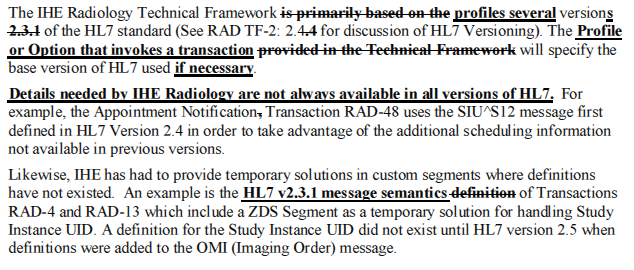 The IHE Radiology Technical Framework is primarily based on the profiles several versions
2.3.1 of the HL7 standard (See RAD TF-2: 2.4.4 for discussion of HL7 Versioning). The Profile
or Option that invokes a transaction provided in the Technical Framework will specify the
base version of HL7 used if necessary.
Details needed by IHE Radiology are not always available in all versions of HL7. For
example, the Appointment Notification, Transaction RAD-48 uses the SIU^S12 message first
defined in HL7 Version 2.4 in order to take advantage of the additional scheduling information
not available in previous versions.
Likewise, IHE has had to provide temporary solutions in custom segments where definitions
have not existed. An example is the HL7 v2.3.1 message semantics definition of Transactions
RAD-4 and RAD-13 which include a ZDS Segment as a temporary solution for handling Study
Instance UID. A definition for the Study Instance UID did not exist until HL7 version 2.5 when
definitions were added to the OMI (Imaging Order) message.